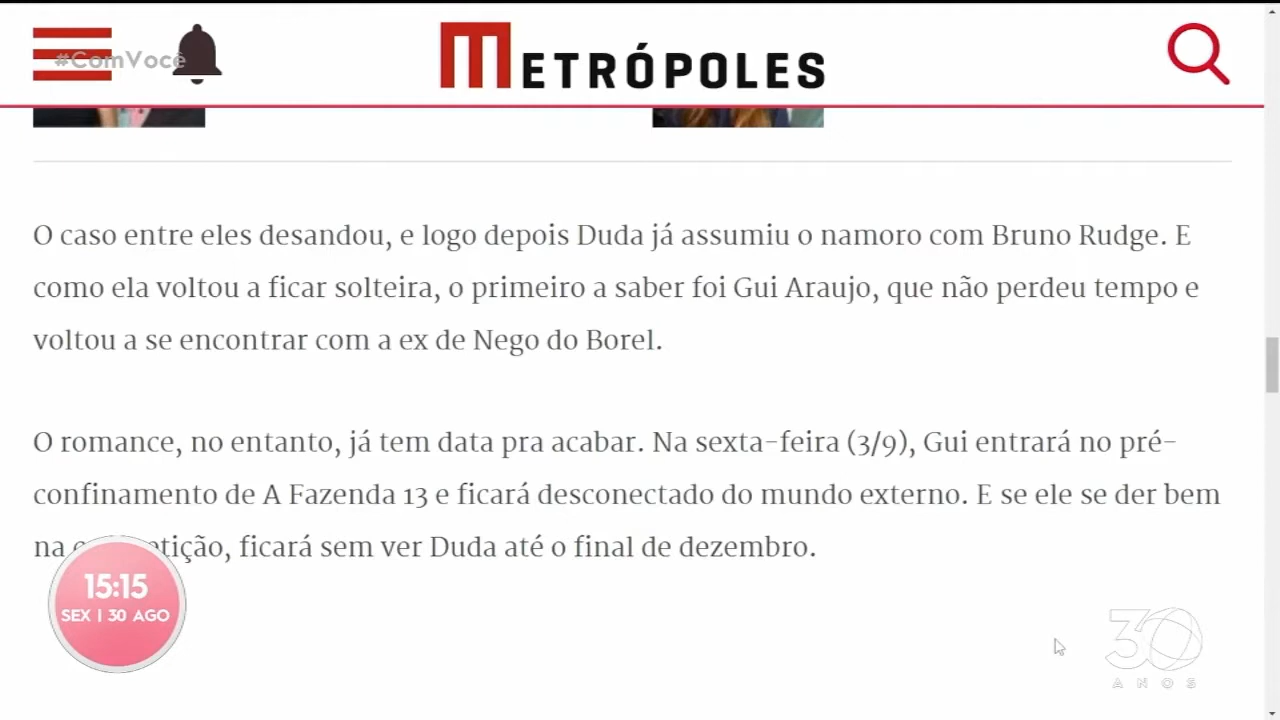 #ComVocê
METRÓPOLES
O caso entre eles desandou, e logo depois Duda já assumiu o namoro com Bruno Rudge. E
como ela voltou a ficar solteira, o primeiro a saber foi Gui Araujo, que não perdeu tempo e
voltou a se encontrar com a ex de Nego do Borel.
O romance, no entanto, já tem data pra acabar. Na sexta-feira (3/9), Gui entrará no pré-
confinamento de A Fazenda 13 e ficará desconectado do mundo externo. E se ele se der bem
na competição, ficará sem ver Duda até o final de dezembro.
15:15
SEX | 30 AGO
30
ANOS